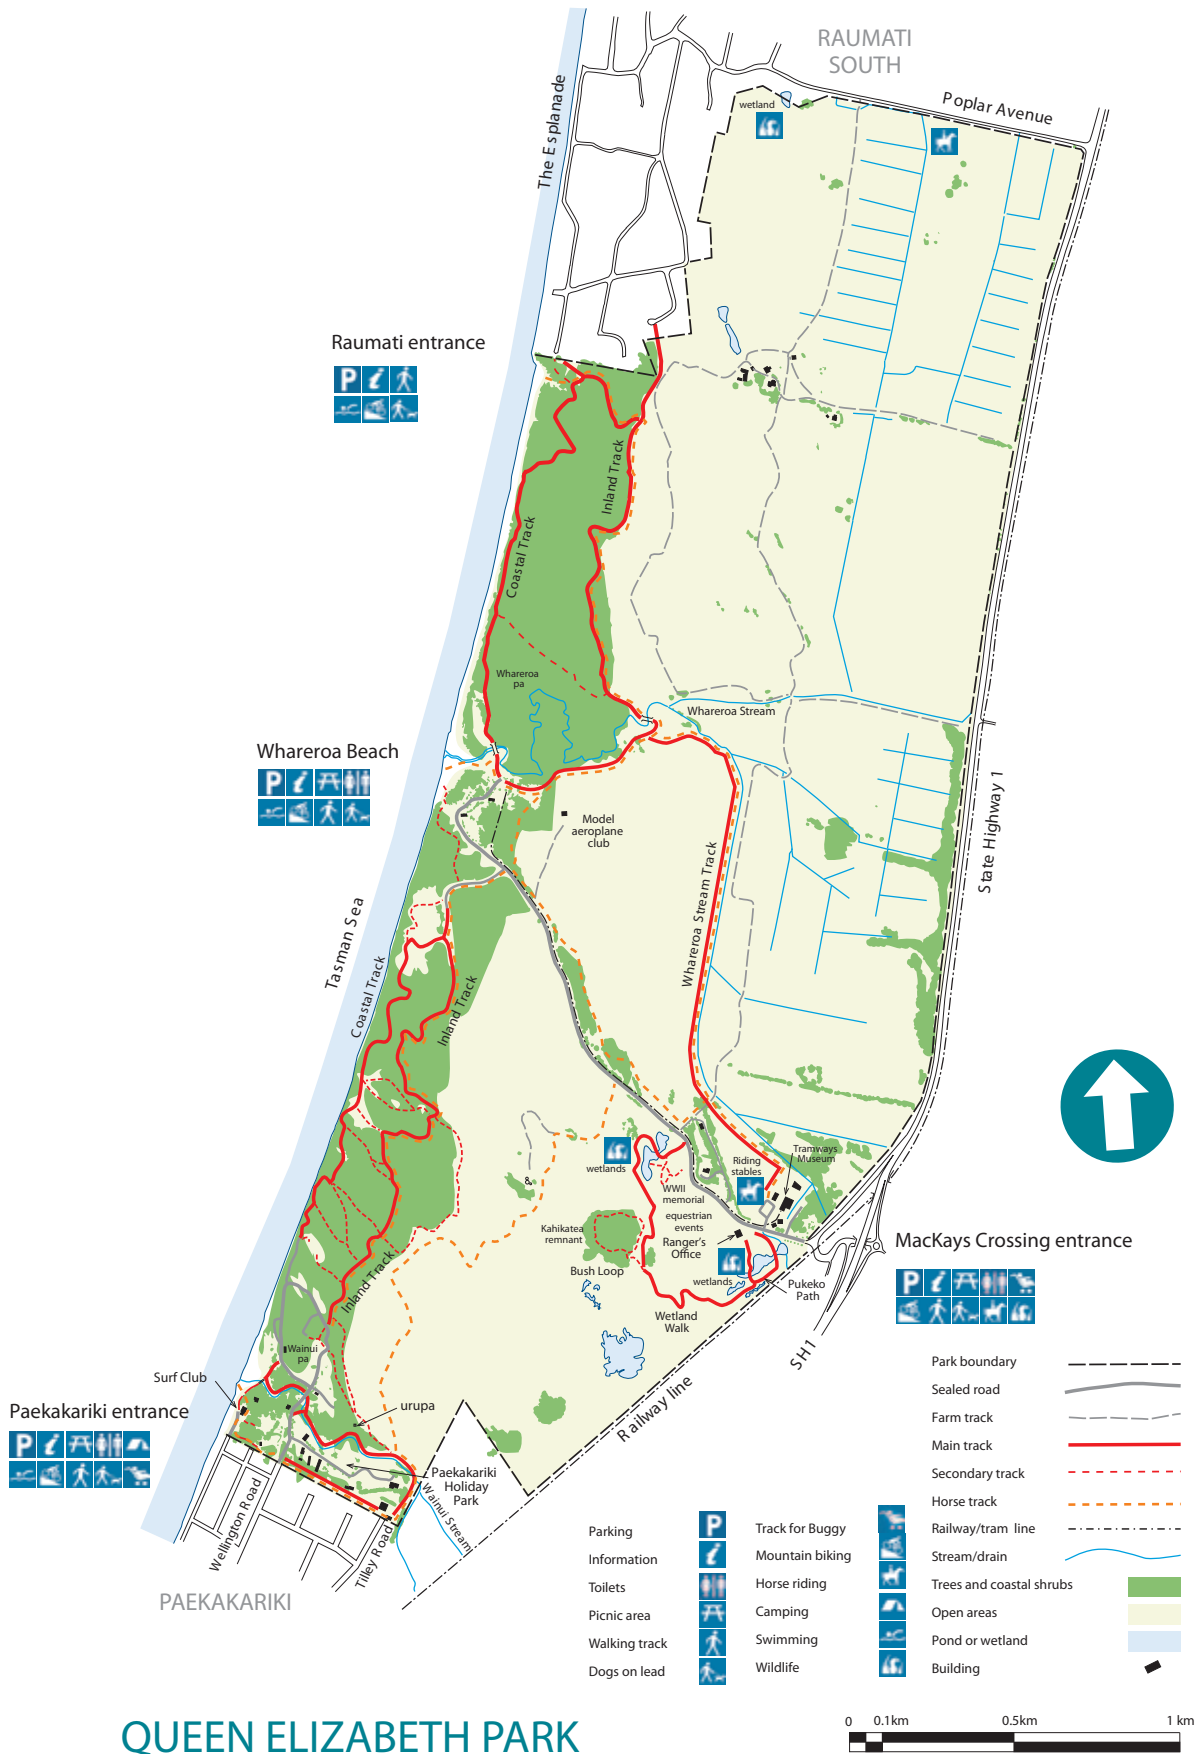 RAUMATI
SOUTH
Poplar Avenue
wetland
The Esplanade
Raumati entrance
P i
Inland Track
Coastal Track
Whareroa
pa
Whareroa Stream
Whareroa Beach
P i
Model
aeroplane
club
State Highway 1
Whareroa Stream Track
Tasman Sea
Coastal Track
Inland Track
wetlands
Riding
stables
Tramways
Museum
WWII
memorial
equestrian
events
Ranger's
Office
Kahikatea
remnant
Bush Loop
wetlands
Pukeko
Path
Wetland
Walk
MacKays Crossing entrance
P i
&
Inland Track
Wainui
pa
Surf Club
urupa
Paekakariki entrance
P i
Paekakariki
Holiday
Park
Wainui Stream
Wellington Road
Tilley Road
PAEKAKARIKI
Railway line
SH1
Park boundary
Sealed road
Farm track
Main track
Secondary track
Horse track
Railway/tram line
Stream/drain
Trees and coastal shrubs
Open areas
Pond or wetland
Building
Parking P
Information i
Toilets
Picnic area
Walking track
Dogs on lead
Track for Buggy
Mountain biking
Horse riding
Camping
Swimming
Wildlife
QUEEN ELIZABETH PARK
0 0.1km 0.5km 1 km